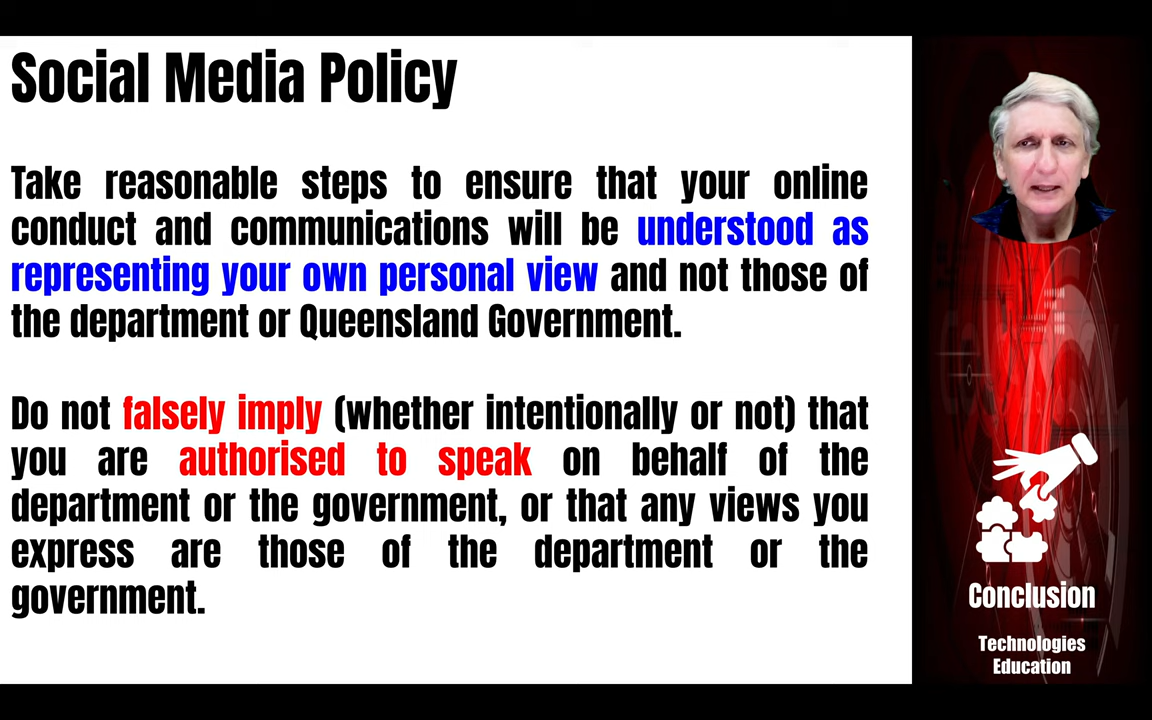 Social Media Policy
Take reasonable steps to ensure that your online
conduct and communications will be understood as
representing your own personal view and not those of
the department or Queensland Government.
Do not falsely imply (whether intentionally or not) that
you are authorised to speak on behalf of the
department or the government, or that any views you
express are those of the department or the
government.
Conclusion
Technologies
Education